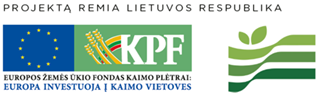 PROJEKTĄ REMIA LIETUVOS RESPUBLIKA
KPF
EUROPOS ŽEMĖS ŪKIO FONDAS KAIMO PLĖTRAI:
EUROPA INVESTUOJA Į KAIMO VIETOVES